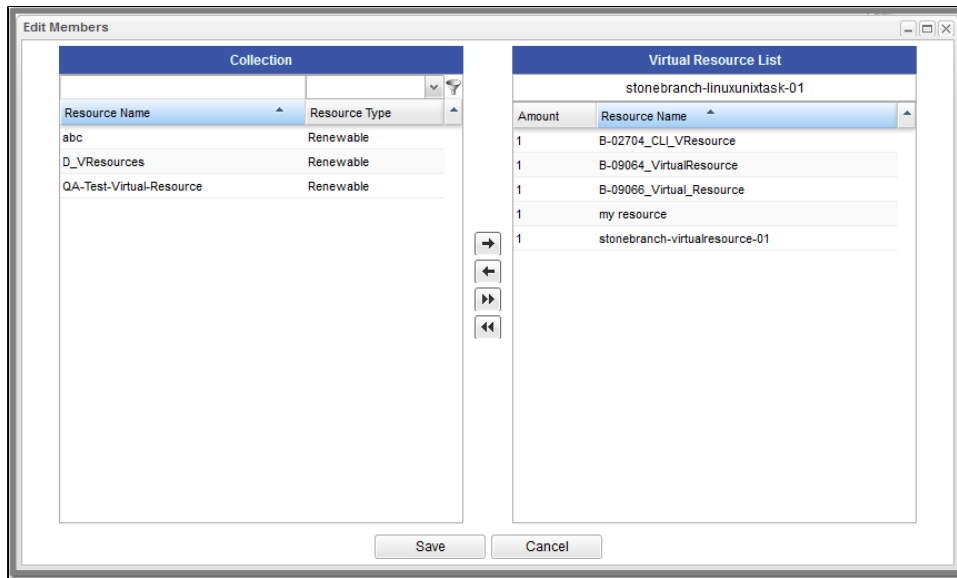 Edit Members
Collection
Resource Name Resource Type
abc Renewable
D_VResources Renewable
QA-Test-Virtual-Resource Renewable
Virtual Resource List
stonebranch-linuxunixtask-01
Amount Resource Name
1 B-02704_CLI_VResource
1 B-09064_VirtualResource
1 B-09066_Virtual_Resource
1 my resource
1 stonebranch-virtualresource-01
Save Cancel